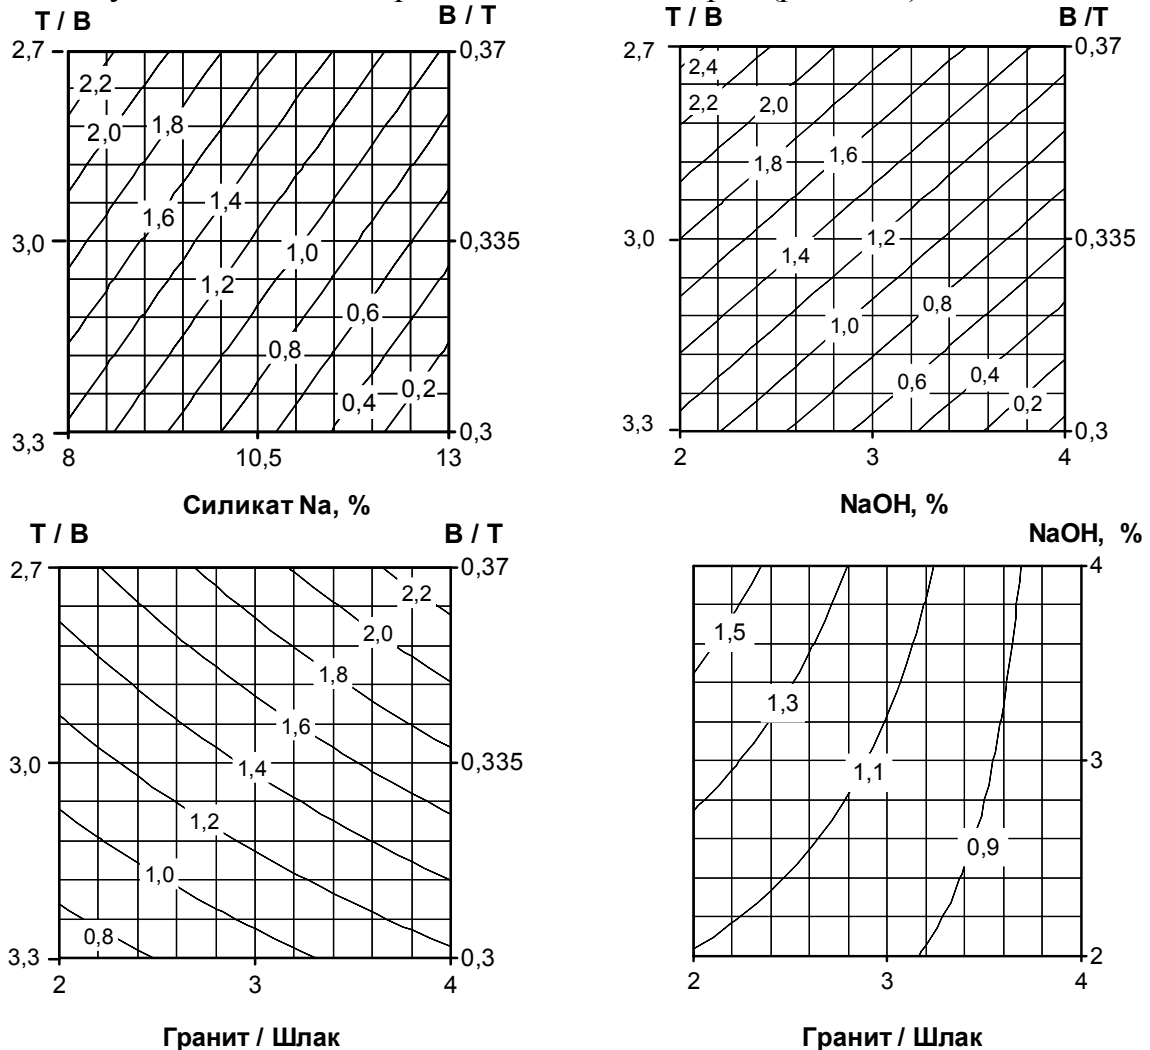 Т / В В / Т
2,7 0,37
2,2
2,0 1,8
1,6 1,4
3,0 0,335
1,0
1,2
0,6
0,8
0,4 0,2
3,3 0,3
8 10,5 13
Силикат Na, %
Т / В В /Т
2,7 0,37
2,4
2,2 2,0
1,8 1,6
3,0 0,335
1,4 1,2
0,8
1,0
0,6 0,4
0,2
3,3 0,3
2 3 4
NaOH, %
Т / В В / Т
2,7 0,37
2,2
2,0
1,8
1,6
3,0 1,4 0,335
1,2
1,0
0,8
3,3 0,3
2 3 4
Гранит / Шлак
NaOH, %
4
1,5
1,3
1,1 3
0,9
2
2 3 4
Гранит / Шлак